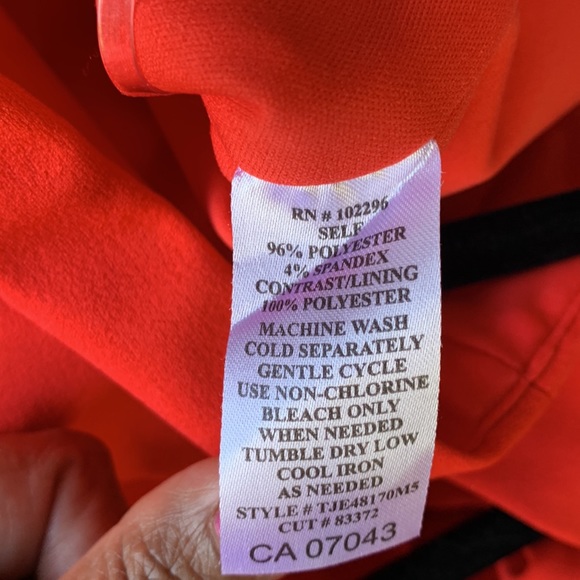 RN # 102296
SELF
96% POLYESTER
4% SPANDEX
CONTRAST/LINING
100% POLYESTER
MACHINE WASH
COLD SEPARATELY
GENTLE CYCLE
USE NON-CHLORINE
BLEACH ONLY
WHEN NEEDED
TUMBLE DRY LOW
COOL IRON
AS NEEDED
STYLE # TJE48170M5
CUT # 83372
CA 07043